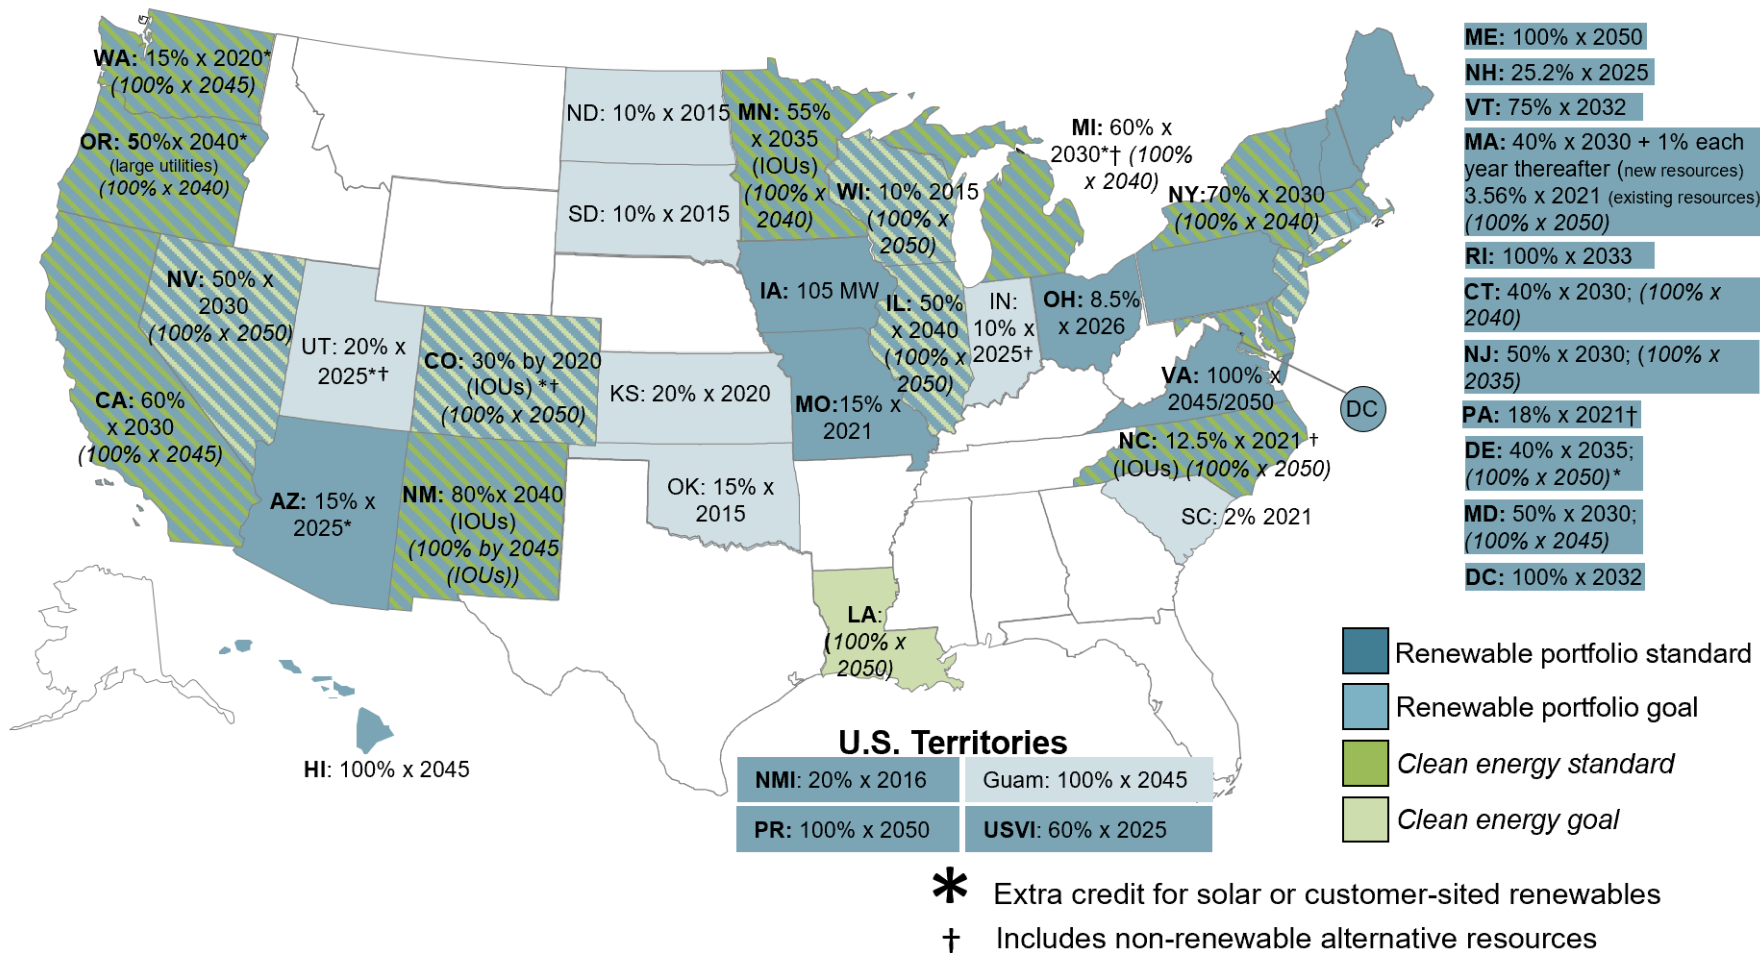 WA: 15% x 2020*
(100% x 2045)
OR: 50%x 2040*
(large utilities)
(100% x 2040)
CA: 60%
x 2030
(100% x 2045)
NV: 50% x
2030
(100% x 2050)
UT: 20% x
2025*†
AZ: 15% x
2025*
CO: 30% by 2020
(IOUs) *†
(100% x 2050)
NM: 80%x 2040
(IOUs)
(100% by 2045
(IOUs))
ND: 10% x 2015
SD: 10% x 2015
KS: 20% x 2020
OK: 15% x
2015
MN: 55%
x 2035
(IOUs)
(100% x
2040)
IA: 105 MW
MO:15% x
2021
LA:
(100% x
2050)
WI: 10% 2015
(100% x
2050)
IL: 50%
x 2040
(100% x
2050)
IN:
10% x
2025†
MI: 60% x
2030*† (100%
x 2040)
OH: 8.5%
x 2026
NY:70% x 2030
(100% x 2040)
VA: 100% x
2045/2050
NC: 12.5% x 2021 †
(IOUs) (100% x 2050)
SC: 2% 2021
DC
HI: 100% x 2045
ME: 100% x 2050
NH: 25.2% x 2025
VT: 75% x 2032
MA: 40% x 2030 + 1% each
year thereafter (new resources)
3.56% x 2021 (existing resources)
(100% x 2050)
RI: 100% x 2033
CT: 40% x 2030; (100% x
2040)
NJ: 50% x 2030; (100% x
2035)
PA: 18% x 2021†
DE: 40% x 2035;
(100% x 2050)*
MD: 50% x 2030;
(100% x 2045)
DC: 100% x 2032
Renewable portfolio standard
Renewable portfolio goal
Clean energy standard
Clean energy goal
U.S. Territories
NMI: 20% x 2016
Guam: 100% x 2045
PR: 100% x 2050
USVI: 60% x 2025
* Extra credit for solar or customer-sited renewables
† Includes non-renewable alternative resources